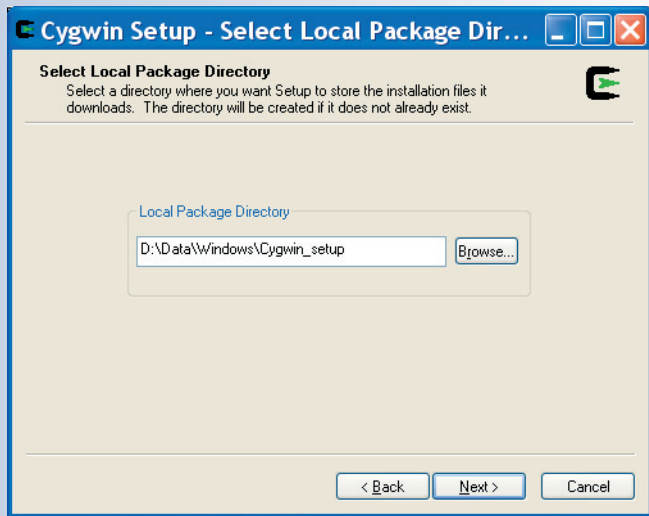 Cygwin Setup - Select Local Package Dir...
Select Local Package Directory
Select a directory where you want Setup to store the installation files it
downloads. The directory will be created if it does not already exist.
Local Package Directory
D:\Data\Windows\Cygwin_setup
Browse...
< Back
Next >
Cancel